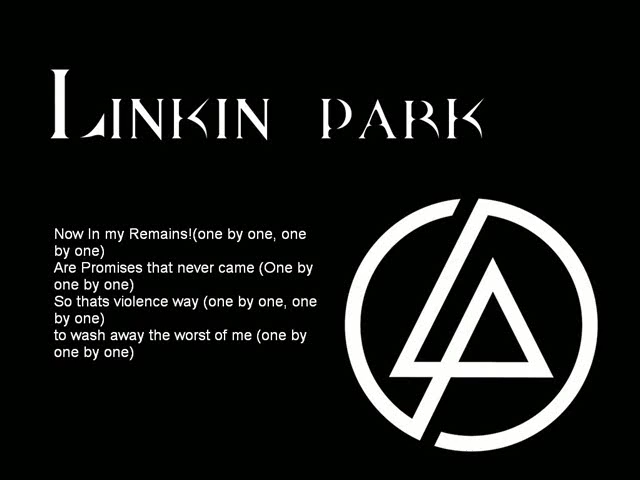 LINKIN PARK
Now In my Remains!(one by one, one
by one)
Are Promises that never came (One by
one by one)
So thats violence way (one by one, one
by one)
to wash away the worst of me (one by
one by one)